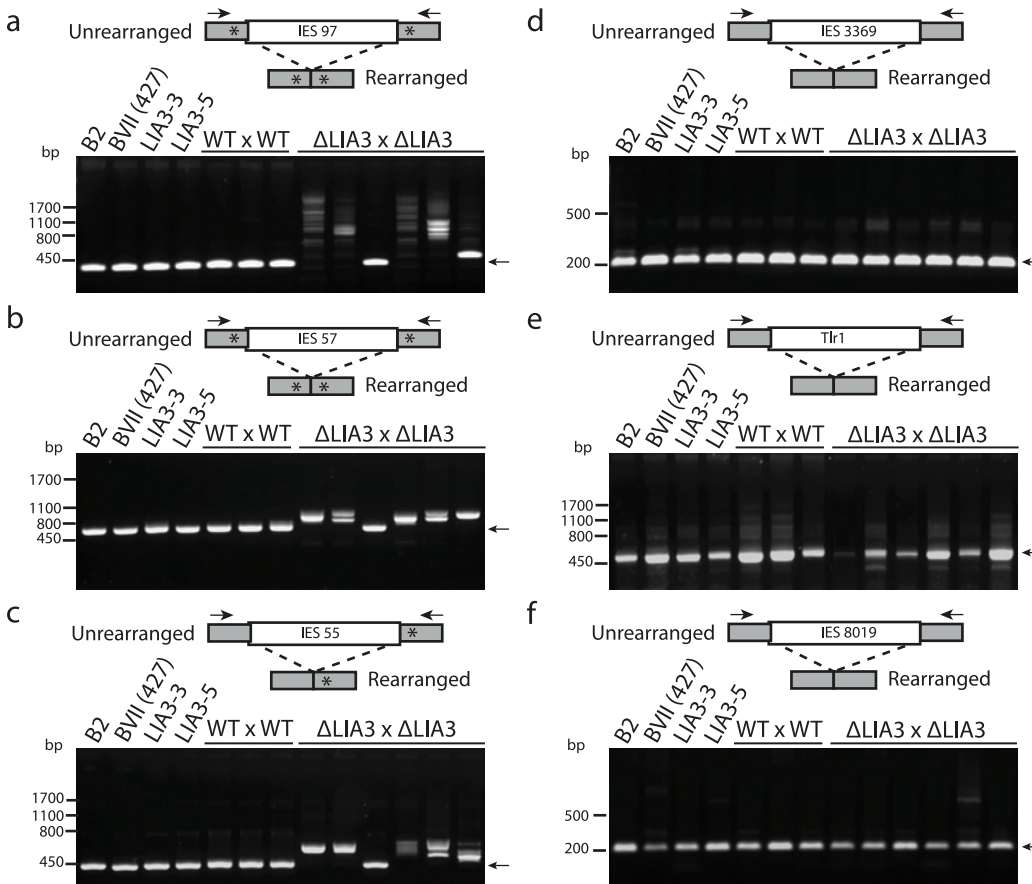 a
IES 97
Unrearranged
*
*
* *
Rearranged
B2
BVII (427)
LIA3-3
LIA3-5
WT x WT
ΔLIA3 x ΔLIA3
bp
1700
1100
800
450
b
IES 57
Unrearranged
*
*
* *
Rearranged
B2
BVII (427)
LIA3-3
LIA3-5
WT x WT
ΔLIA3 x ΔLIA3
bp
1700
1100
800
450
c
IES 55
Unrearranged
*
*
Rearranged
B2
BVII (427)
LIA3-3
LIA3-5
WT x WT
ΔLIA3 x ΔLIA3
bp
1700
1100
800
450
d
IES 3369
Unrearranged
Rearranged
B2
BVII (427)
LIA3-3
LIA3-5
WT x WT
ΔLIA3 x ΔLIA3
bp
500
200
e
Tlr1
Unrearranged
Rearranged
B2
BVII (427)
LIA3-3
LIA3-5
WT x WT
ΔLIA3 x ΔLIA3
bp
1700
1100
800
450
f
IES 8019
Unrearranged
Rearranged
B2
BVII (427)
LIA3-3
LIA3-5
WT x WT
ΔLIA3 x ΔLIA3
bp
500
200